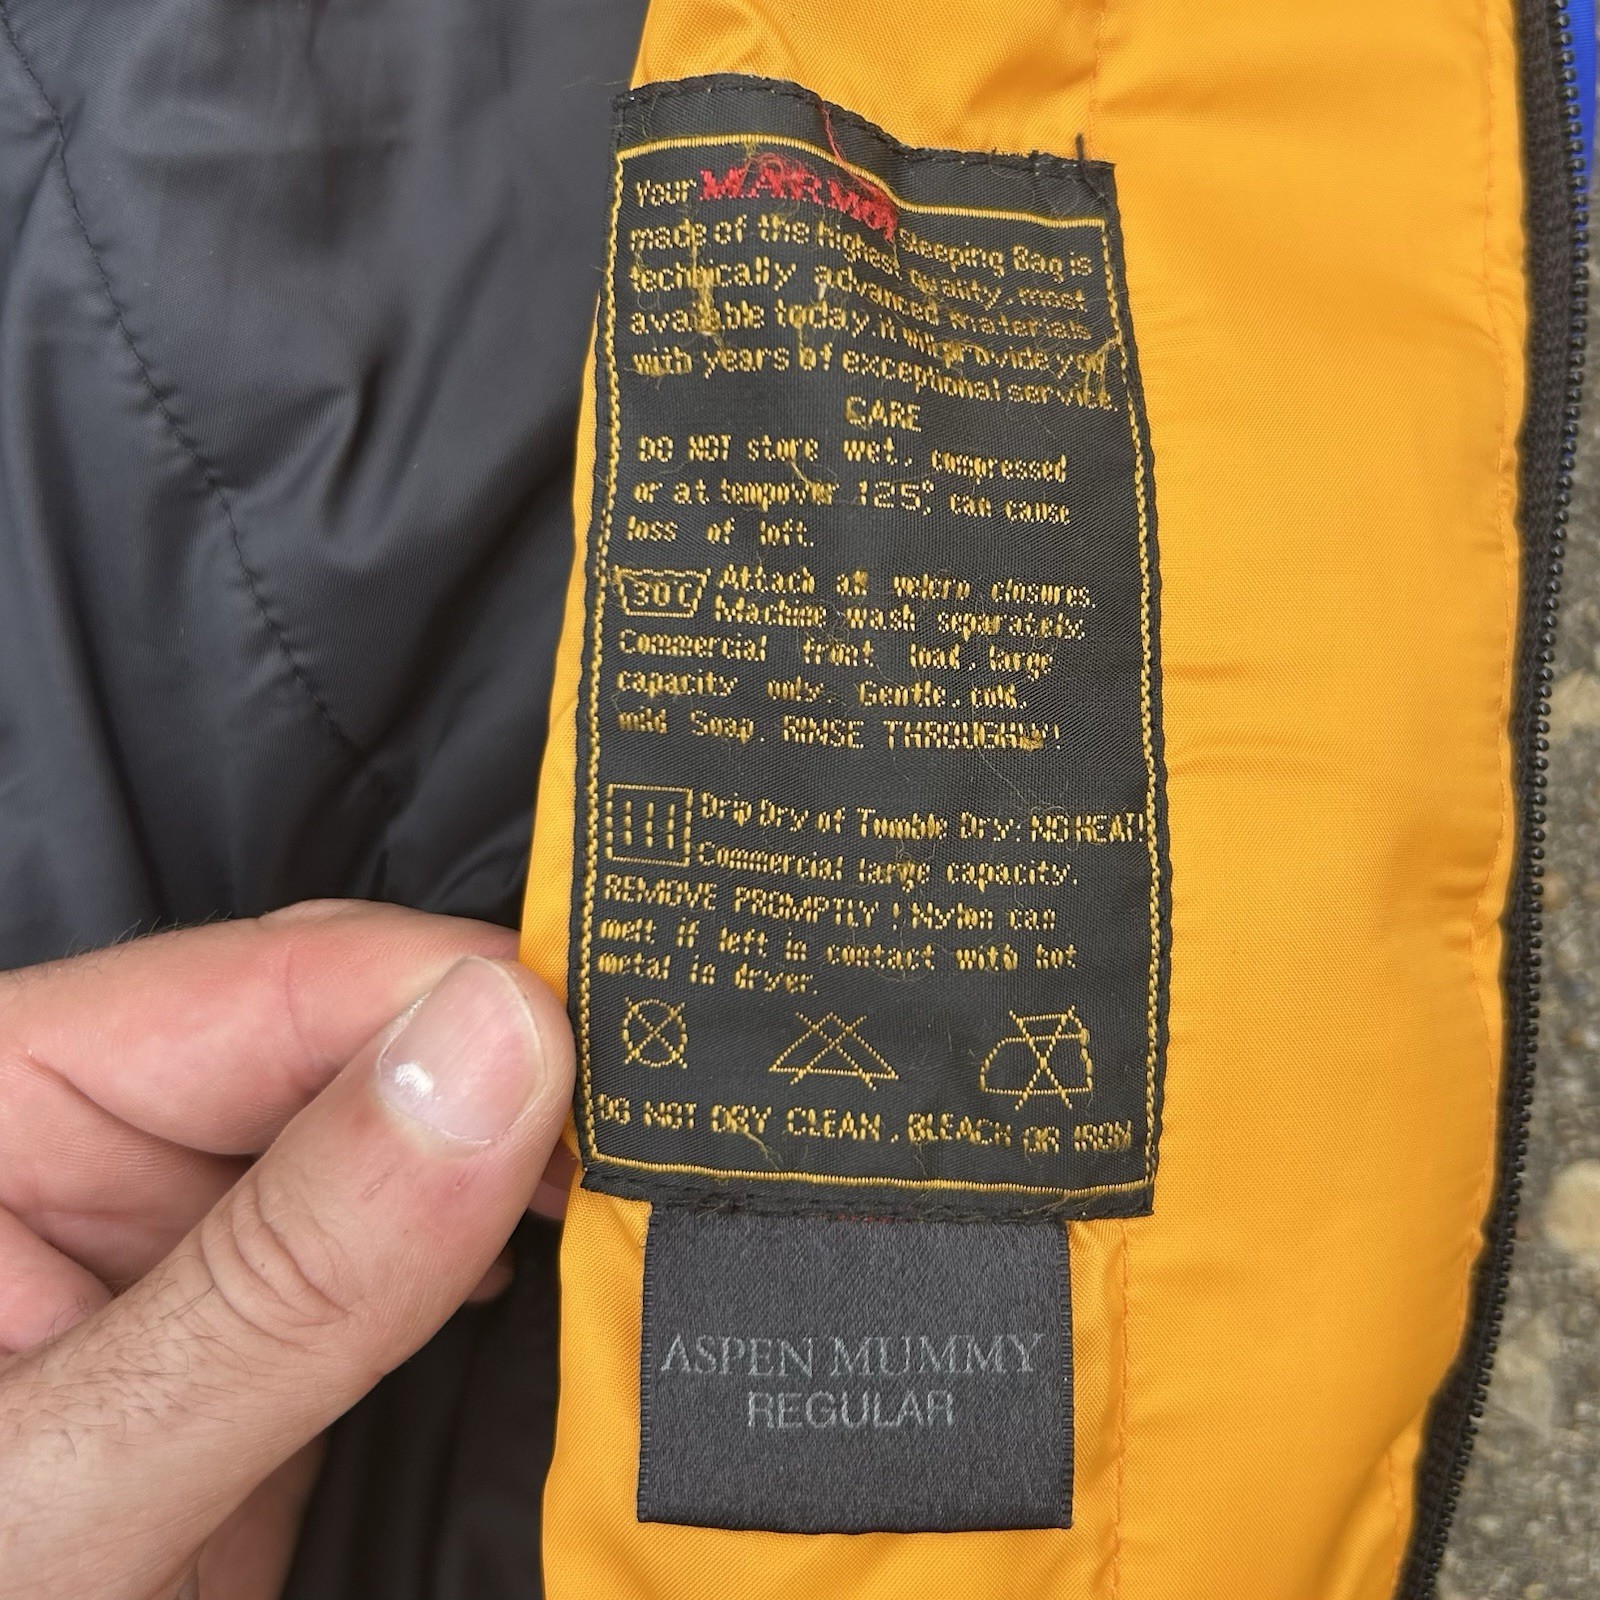 Your MARMOT Sleeping Bag is
made of the highest quality, most
technically advanced materials
available today. It will provide you
with years of exceptional service.
CARE
DO NOT store wet, compressed
or at temp over 125°, can cause
loss of loft.
30C Attach all velcro closures.
Machine wash separately.
Commercial front load, large
capacity only. Gentle, cold,
mild Soap. RINSE THROUGHLY!
Drip Dry of Tumble Dry: NO HEAT!
Commercial large capacity.
REMOVE PROMPTLY! Nylon can
melt if left in contact with hot
metal in dryer.
DO NOT DRY CLEAN, BLEACH OR IRON
ASPEN MUMMY
REGULAR